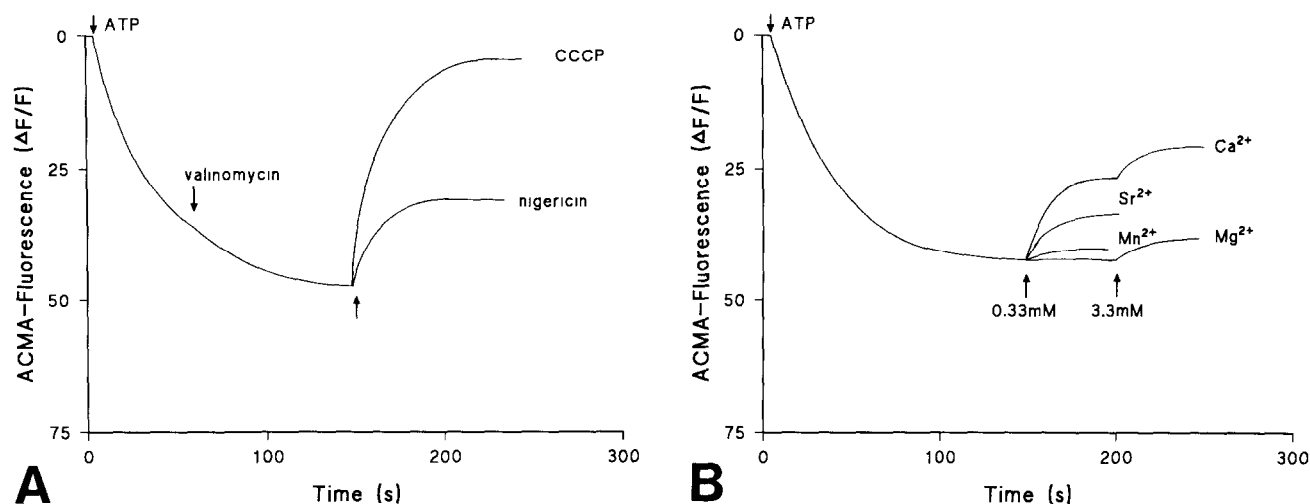 ATP
0
25
50
75
ACMA-Fluorescence (ΔF/F)
valinomycin
CCCP
nigericin
0
100
200
300
Time (s)
A
ATP
0
25
50
75
ACMA-Fluorescence (ΔF/F)
Ca²⁺
Sr²⁺
Mn²⁺
Mg²⁺
0.33mM
3.3mM
0
100
200
300
Time (s)
B